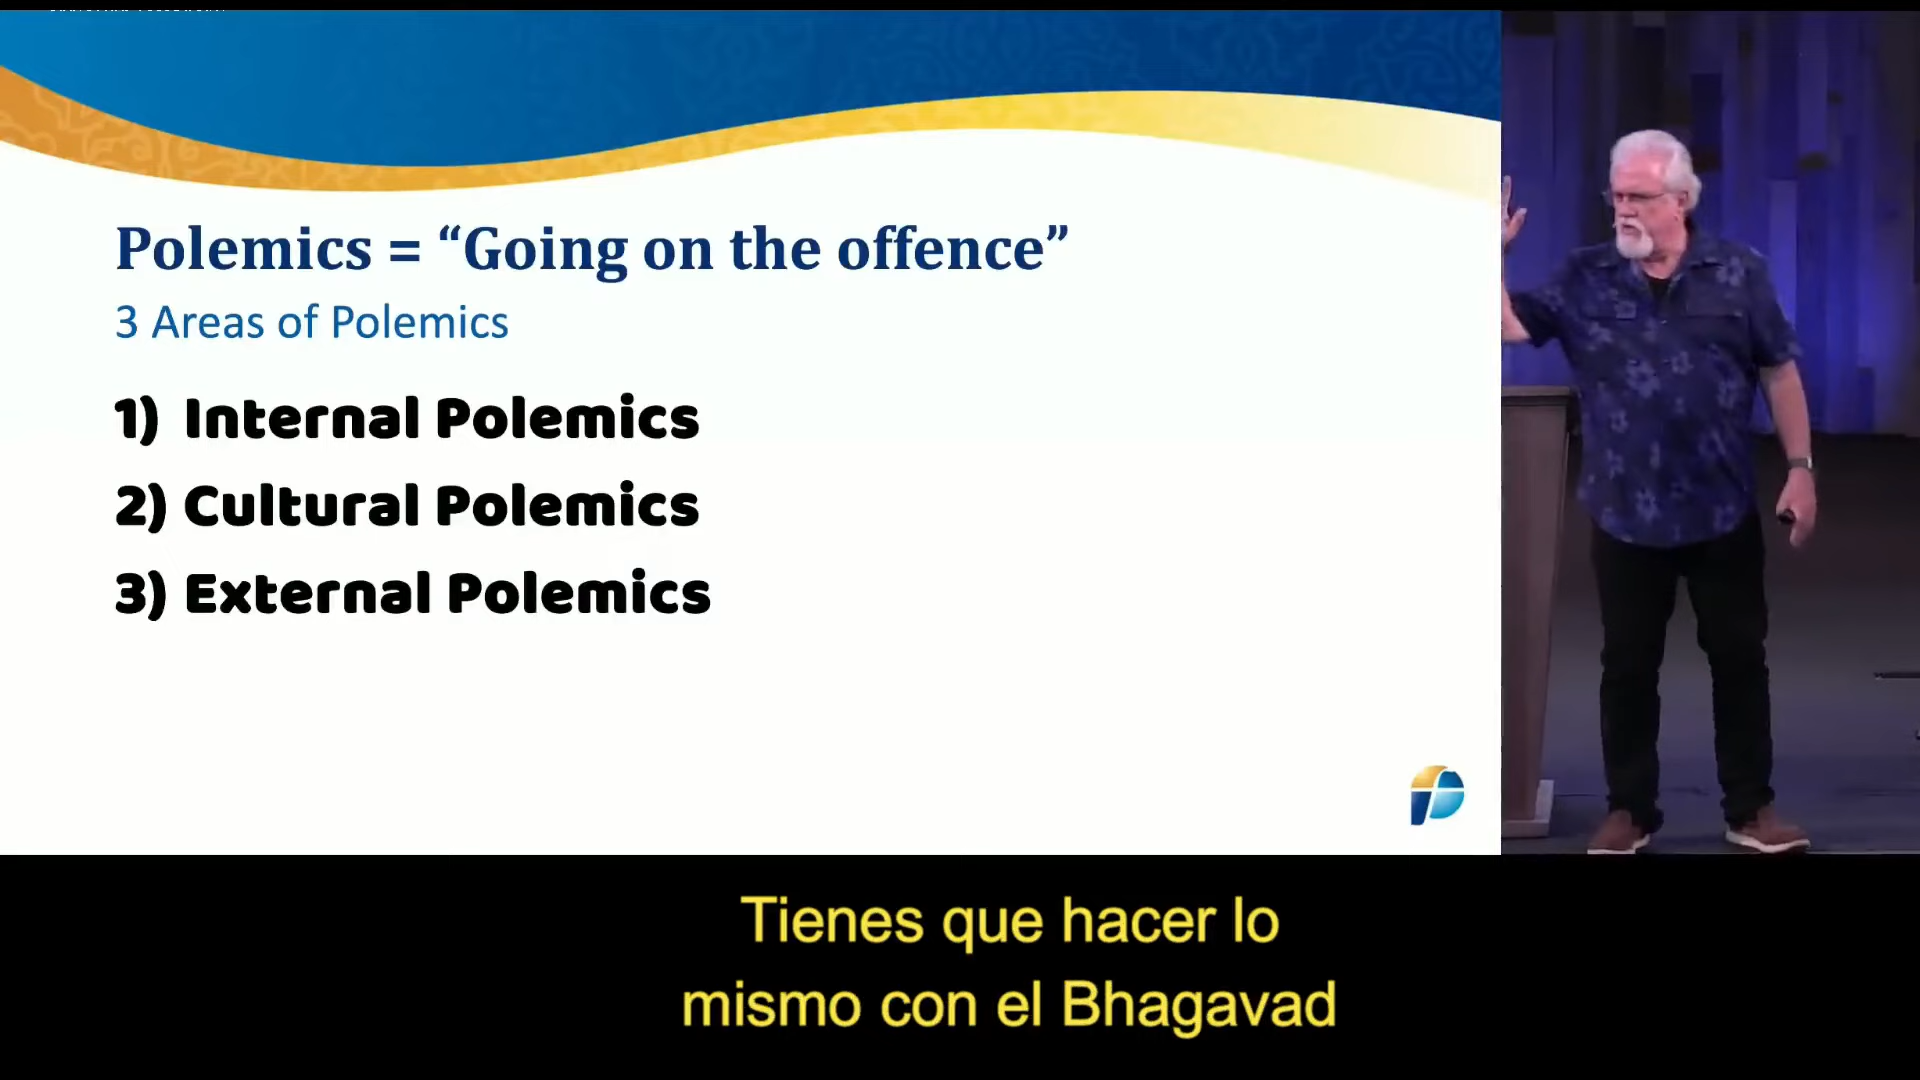 Polemics = “Going on the offence”
3 Areas of Polemics
1) Internal Polemics
2) Cultural Polemics
3) External Polemics
Tienes que hacer lo
mismo con el Bhagavad